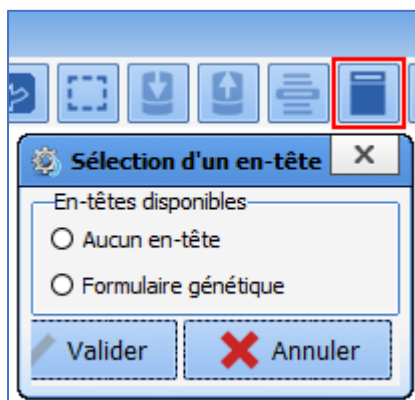 Sélection d'un en-tête
En-têtes disponibles
Aucun en-tête
Formulaire génétique
Valider
Annuler